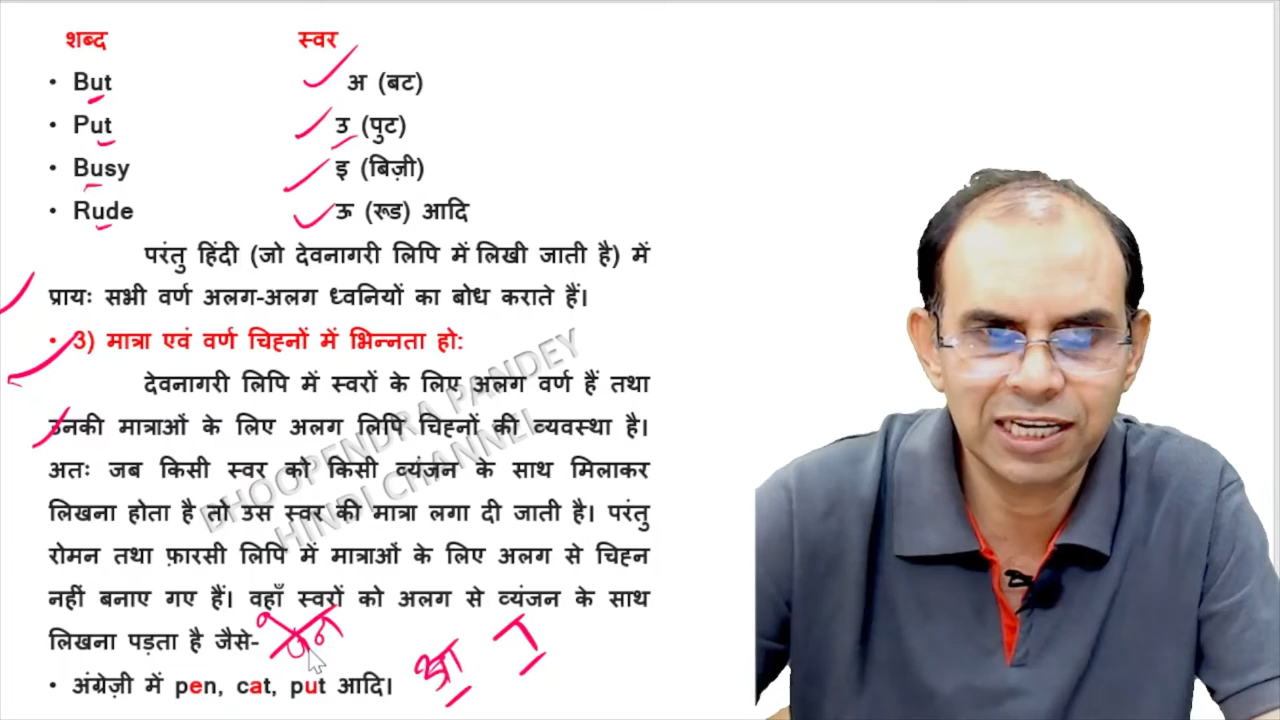 शब्द स्वर
• But अ (बट)
• Put उ (पुट)
• Busy इ (बिज़ी)
• Rude ऊ (रूड) आदि
परंतु हिंदी (जो देवनागरी लिपि में लिखी जाती है) में
प्रायः सभी वर्ण अलग-अलग ध्वनियों का बोध कराते हैं।
• 3) मात्रा एवं वर्ण चिह्नों में भिन्नता हो:
देवनागरी लिपि में स्वरों के लिए अलग वर्ण हैं तथा
उनकी मात्राओं के लिए अलग लिपि चिह्नों की व्यवस्था है।
अतः जब किसी स्वर को किसी व्यंजन के साथ मिलाकर
लिखना होता है तो उस स्वर की मात्रा लगा दी जाती है। परंतु
रोमन तथा फ़ारसी लिपि में मात्राओं के लिए अलग से चिह्न
नहीं बनाए गए हैं। वहाँ स्वरों को अलग से व्यंजन के साथ
लिखना पड़ता है जैसे-
पेन
आ ा
• अंग्रेज़ी में pen, cat, put आदि।
BHOOPENDRA PANDEY
HINDI CHANNEL